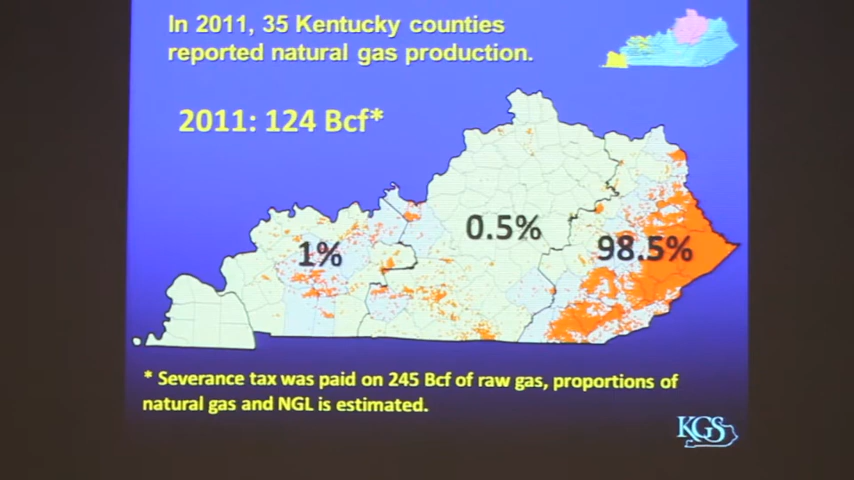 In 2011, 35 Kentucky counties
reported natural gas production.
2011: 124 Bcf*
1%
0.5%
98.5%
* Severance tax was paid on 245 Bcf of raw gas, proportions of
natural gas and NGL is estimated.
KGS